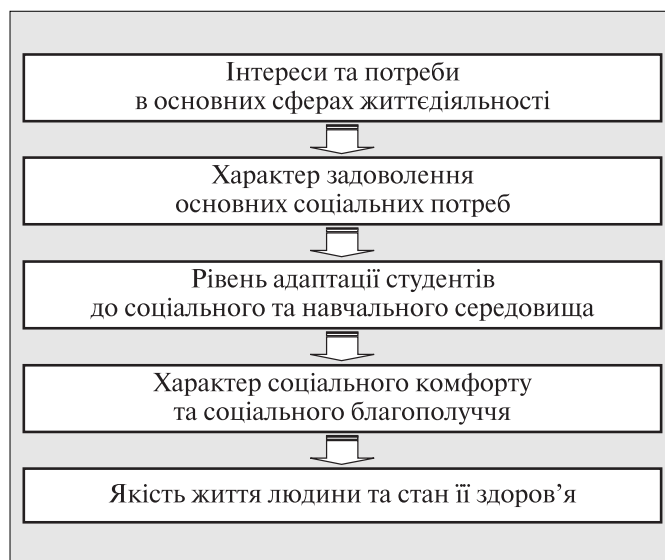 Інтереси та потреби
в основних сферах життєдіяльності
Характер задоволення
основних соціальних потреб
Рівень адаптації студентів
до соціального та навчального середовища
Характер соціального комфорту
та соціального благополуччя
Якість життя людини та стан її здоров’я